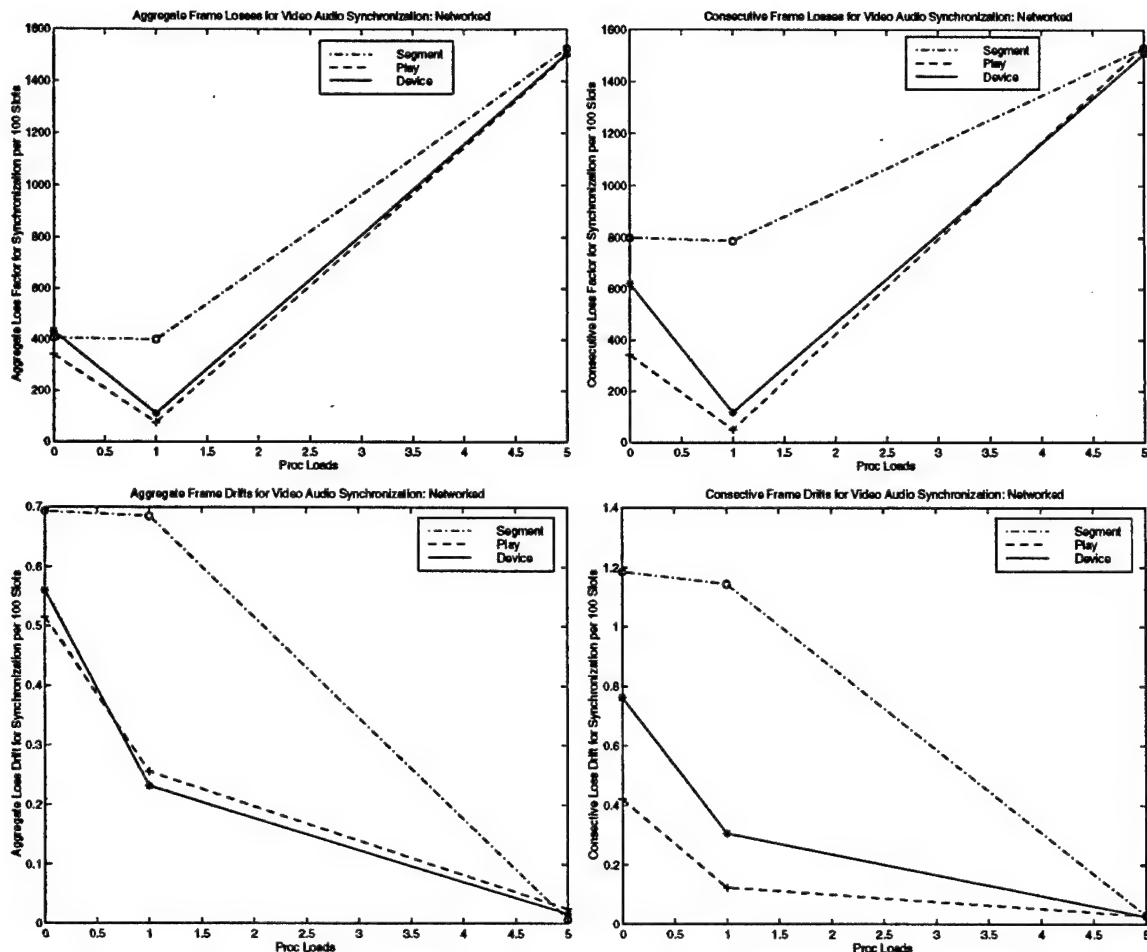 Aggregate Frame Losses for Video Audio Synchronization: Networked
1600
1400
1200
1000
800
600
400
200
0
Aggregate Loss Factor for Synchronization per 100 Slots
Segment
Play
Device
0 0.5 1 1.5 2 2.5 3 3.5 4 4.5 5
Proc Loads
Consecutive Frame Losses for Video Audio Synchronization: Networked
1600
1400
1200
1000
800
600
400
200
0
Consecutive Loss Factor for Synchronization per 100 Slots
Segment
Play
Device
0 0.5 1 1.5 2 2.5 3 3.5 4 4.5 5
Proc Loads
Aggregate Frame Drifts for Video Audio Synchronization: Networked
0.7
0.6
0.5
0.4
0.3
0.2
0.1
0
Aggregate Loss Drift for Synchronization per 100 Slots
Segment
Play
Device
0 0.5 1 1.5 2 2.5 3 3.5 4 4.5 5
Proc Loads
Consective Frame Drifts for Video Audio Synchronization: Networked
1.4
1.2
1
0.8
0.6
0.4
0.2
0
Consective Loss Drift for Synchronization per 100 Slots
Segment
Play
Device
0 0.5 1 1.5 2 2.5 3 3.5 4 4.5 5
Proc Loads